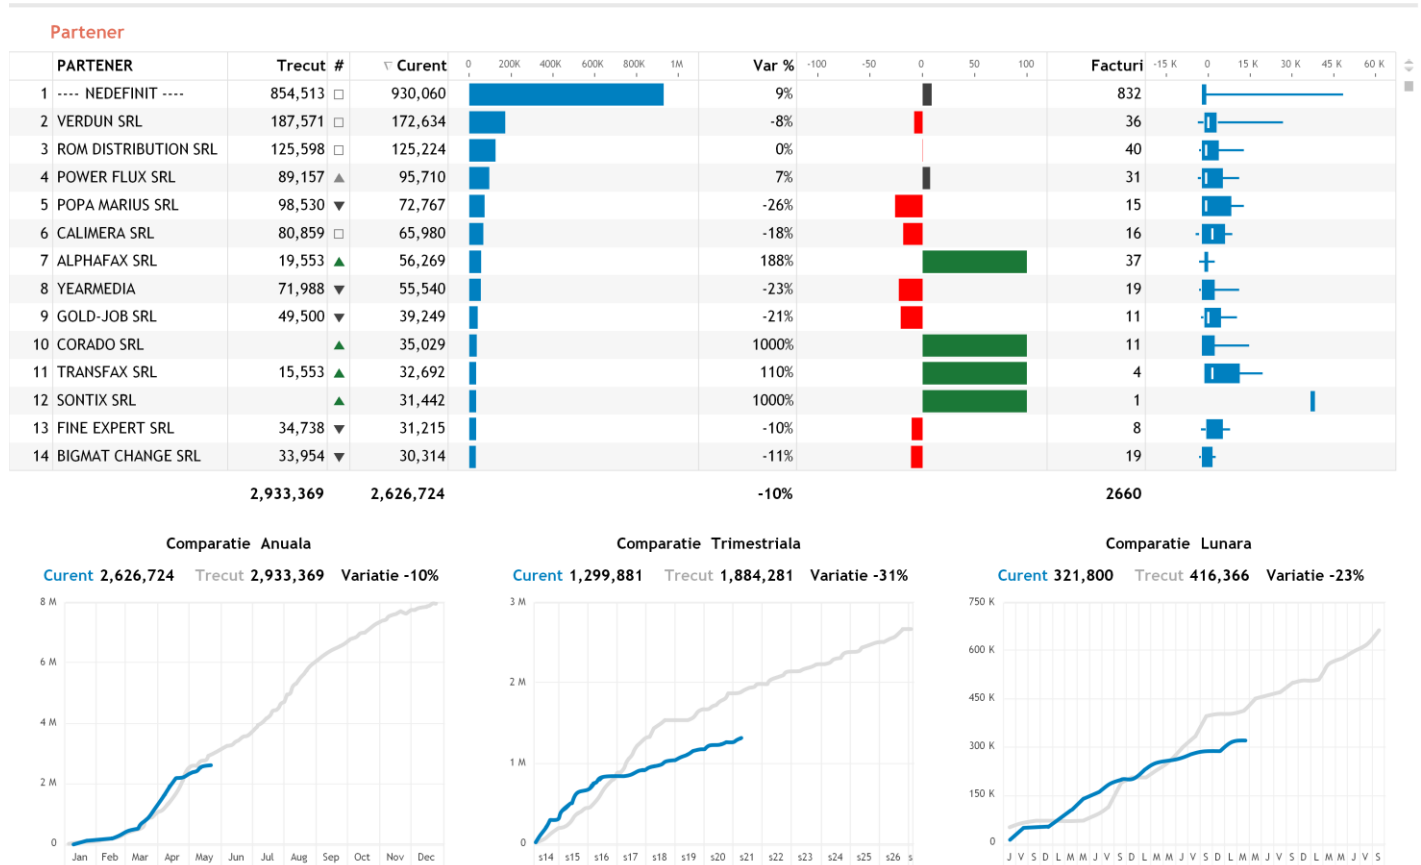 Partener
PARTENER Trecut # Curent 0 200K 400K 600K 800K 1M Var % -100 -50 0 50 100 Facturi -15 K 0 15 K 30 K 45 K 60 K
1 ---- NEDEFINIT ---- 854,513 930,060 9% 832
2 VERDUN SRL 187,571 172,634 -8% 36
3 ROM DISTRIBUTION SRL 125,598 125,224 0% 40
4 POWER FLUX SRL 89,157 95,710 7% 31
5 POPA MARIUS SRL 98,530 72,767 -26% 15
6 CALIMERA SRL 80,859 65,980 -18% 16
7 ALPHAFAX SRL 19,553 56,269 188% 37
8 YEARMEDIA 71,988 55,540 -23% 19
9 GOLD-JOB SRL 49,500 39,249 -21% 11
10 CORADO SRL 35,029 1000% 11
11 TRANSFAX SRL 15,553 32,692 110% 4
12 SONTIX SRL 31,442 1000% 1
13 FINE EXPERT SRL 34,738 31,215 -10% 8
14 BIGMAT CHANGE SRL 33,954 30,314 -11% 19
2,933,369 2,626,724 -10% 2660
Comparatie Anuala
Curent 2,626,724 Trecut 2,933,369 Variatie -10%
8 M
6 M
4 M
2 M
0
Jan Feb Mar Apr May Jun Jul Aug Sep Oct Nov Dec
Comparatie Trimestriala
Curent 1,299,881 Trecut 1,884,281 Variatie -31%
3 M
2 M
1 M
0
s14 s15 s16 s17 s18 s19 s20 s21 s22 s23 s24 s25 s26 s
Comparatie Lunara
Curent 321,800 Trecut 416,366 Variatie -23%
750 K
600 K
450 K
300 K
150 K
0
J V S D L M M J V S D L M M J V S D L M M J V S D L M M J V S